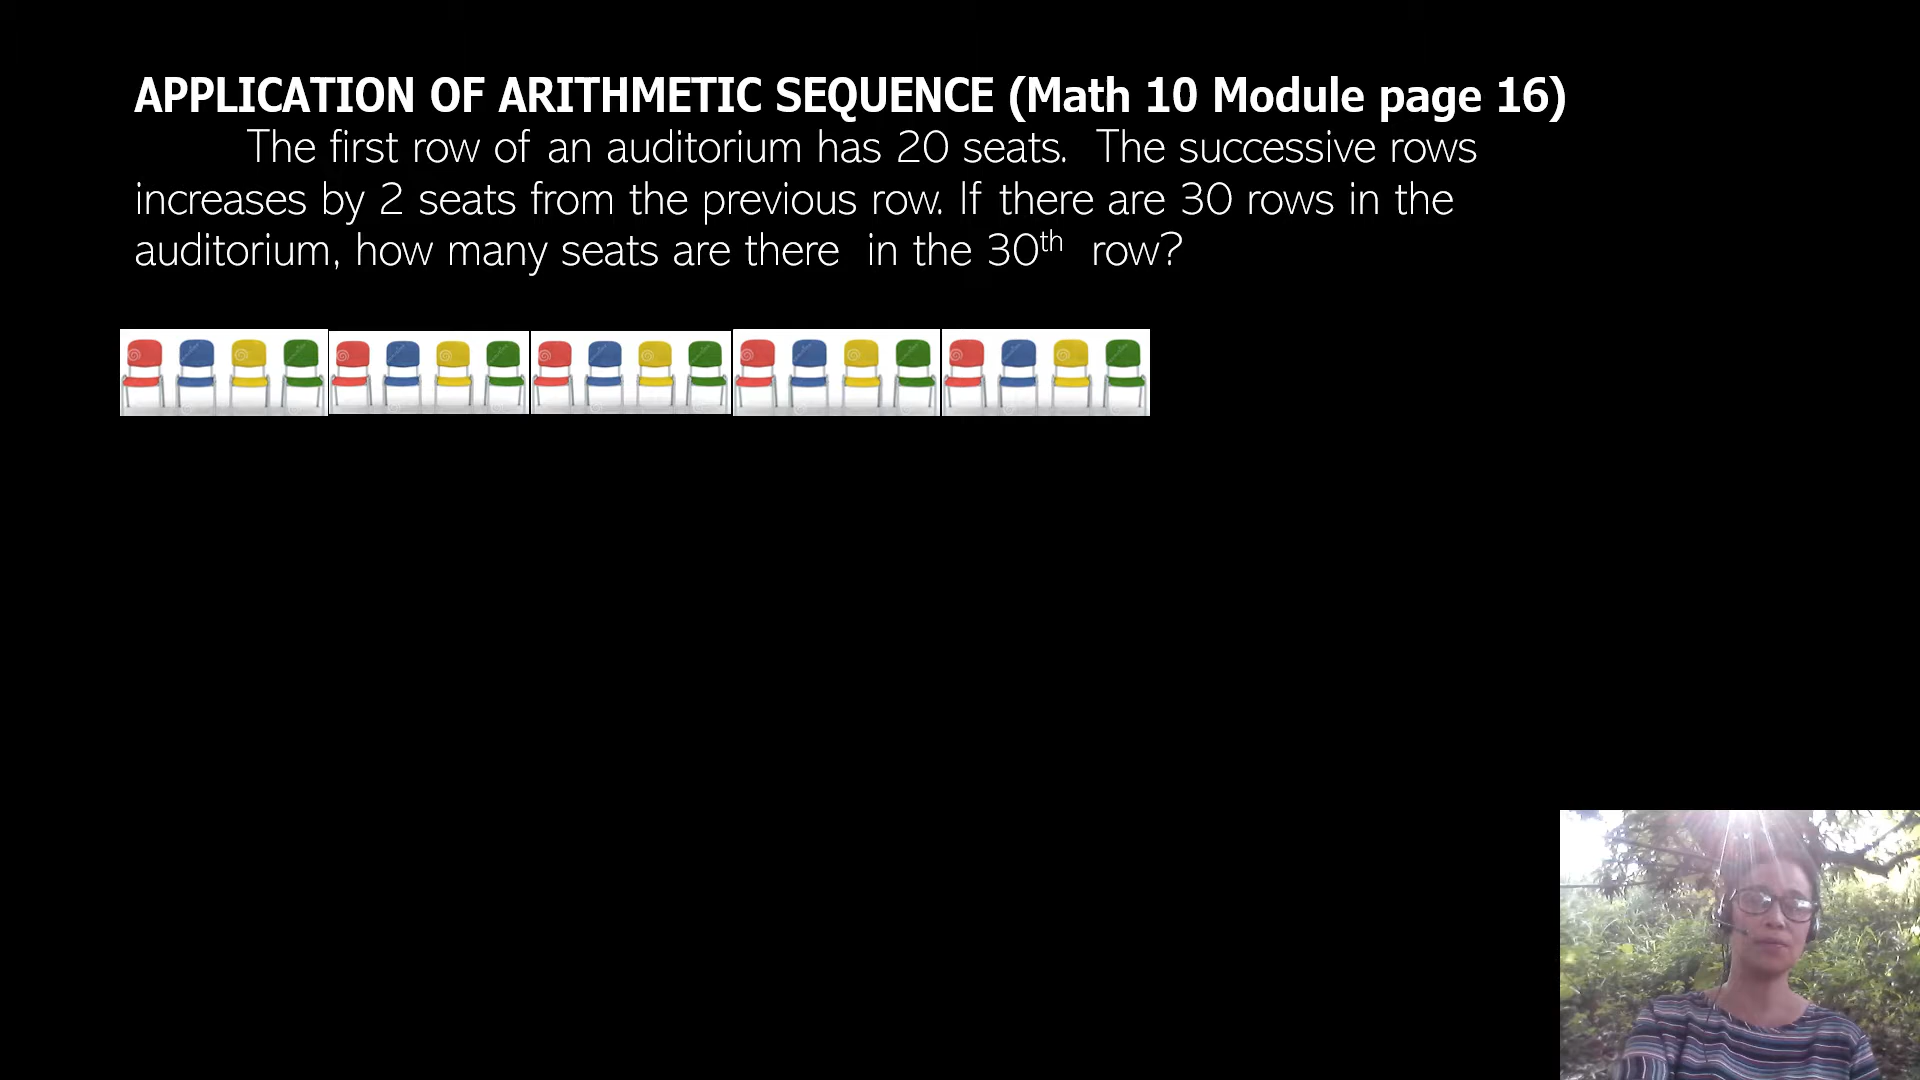 APPLICATION OF ARITHMETIC SEQUENCE (Math 10 Module page 16)
The first row of an auditorium has 20 seats. The successive rows
increases by 2 seats from the previous row. If there are 30 rows in the
auditorium, how many seats are there in the 30th row?